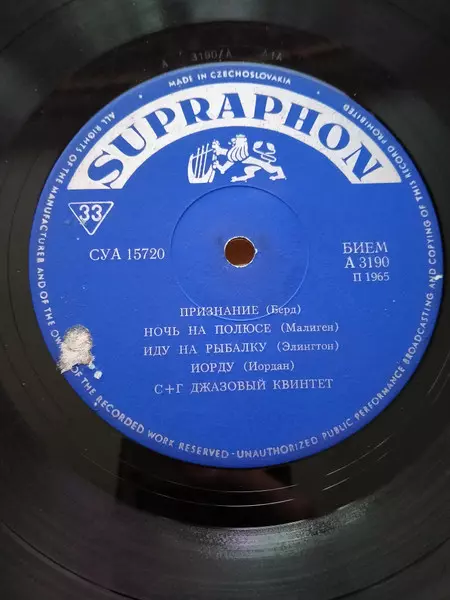 A 3190/A A1A
MADE IN CZECHOSLOVAKIA
SUPRAPHON
ALL RIGHTS OF THE MANUFACTURER AND OF THE OWNER OF THE RECORDED WORK RESERVED - UNAUTHORIZED PUBLIC PERFORMANCE BROADCASTING AND COPYING OF THIS RECORD PROHIBITED
33
СУА 15720
БИЕМ
А 3190
П 1965
ПРИЗНАНИЕ (Берд)
НОЧЬ НА ПОЛЮСЕ (Малиген)
ИДУ НА РЫБАЛКУ (Элингтон)
ИОРДУ (Иордан)
С+Г ДЖАЗОВЫЙ КВИНТЕТ